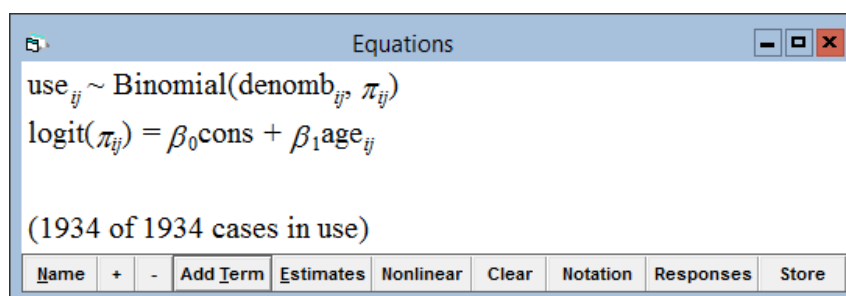 Equations
use_ij ~ Binomial(denomb_ij, π_ij)
logit(π_ij) = β_0cons + β_1age_ij
(1934 of 1934 cases in use)
Name + - Add Term Estimates Nonlinear Clear Notation Responses Store